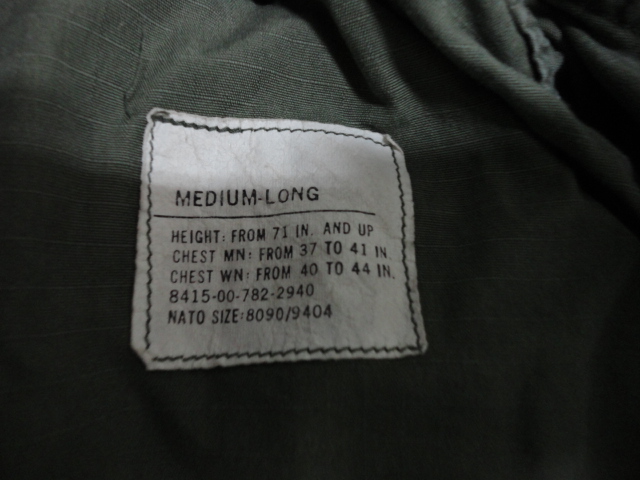 MEDIUM-LONG
HEIGHT: FROM 71 IN. AND UP
CHEST MN: FROM 37 TO 41 IN
CHEST WN: FROM 40 TO 44 IN.
8415-00-782-2940
NATO SIZE:8090/9404